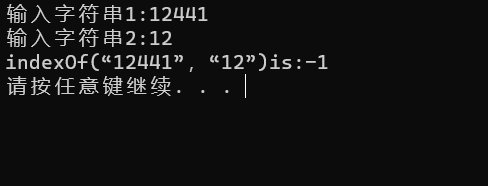 输入字符串1:12441
输入字符串2:12
indexOf(“12441”, “12”)is:-1
请按任意键继续. . .